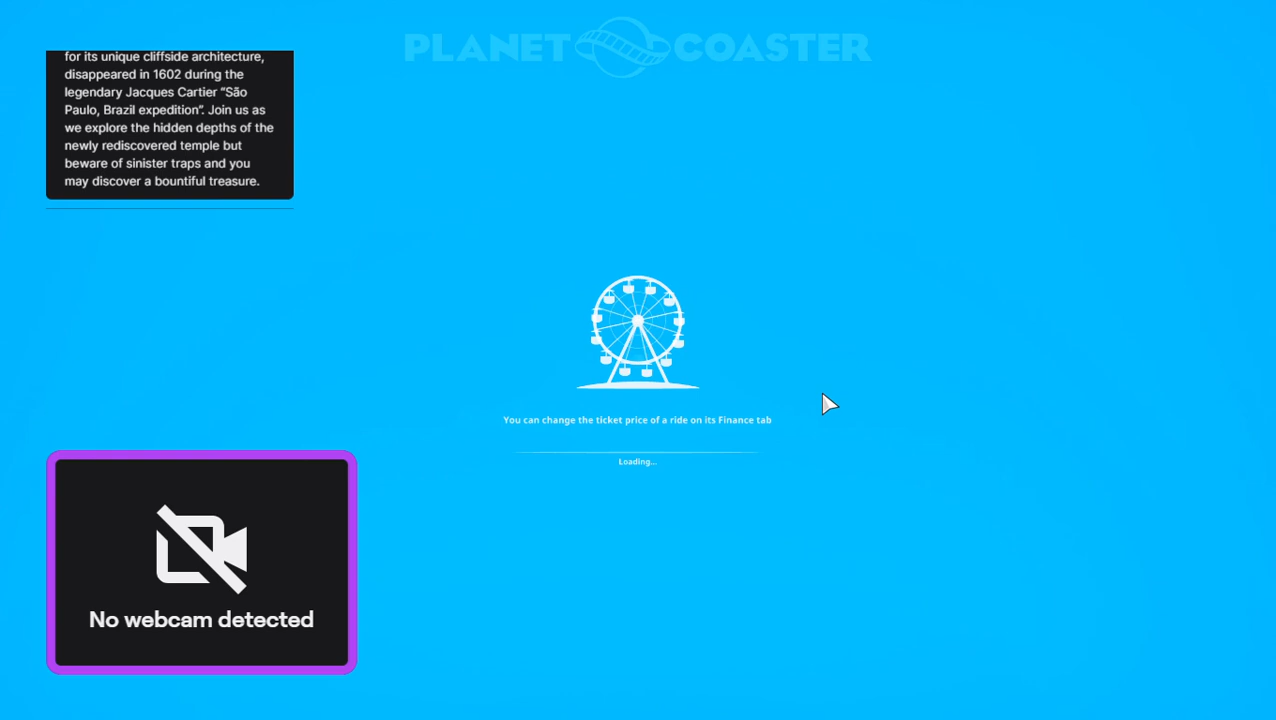 PLANET COASTER
for its unique cliffside architecture,
disappeared in 1602 during the
legendary Jacques Cartier "São
Paulo, Brazil expedition". Join us as
we explore the hidden depths of the
newly rediscovered temple but
beware of sinister traps and you
may discover a bountiful treasure.
You can change the ticket price of a ride on its Finance tab
Loading...
No webcam detected